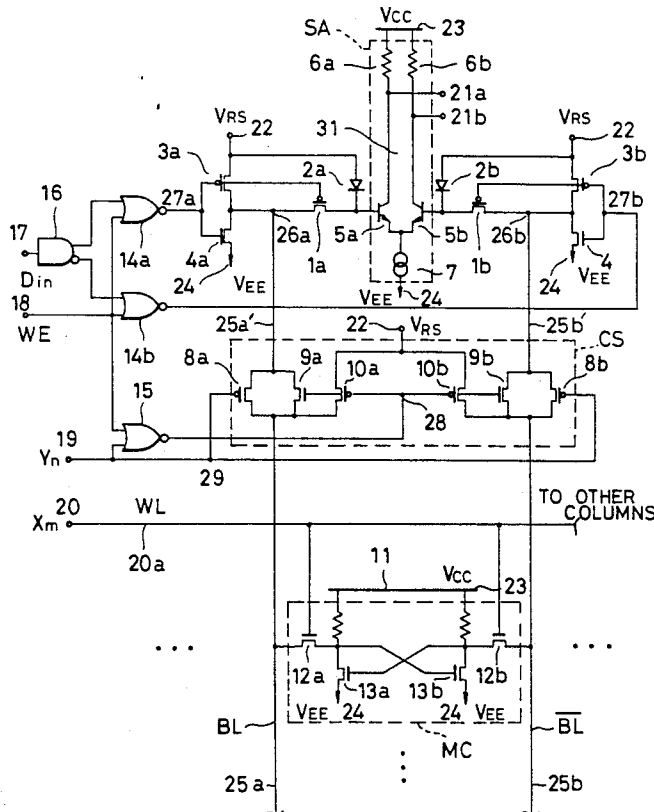 VCC
23
SA
6a
6b
21a
21b
VRS
22
31
VRS
22
3a
2a
2b
3b
16
27a
27b
17
14a
26a
5a
5b
26b
Din
4a
1a
1b
4
18
24
VEE
7
VEE
24
24
VEE
WE
25a'
22
VRS
25b'
CS
14b
8a
9a
10a
10b
9b
8b
15
28
19
Yn
29
Xm
20
WL
TO OTHER
COLUMNS
20a
11
VCC
23
...
12a
12b
...
13a
13b
VEE
24
24
VEE
BL
MC
BL
25a
25b